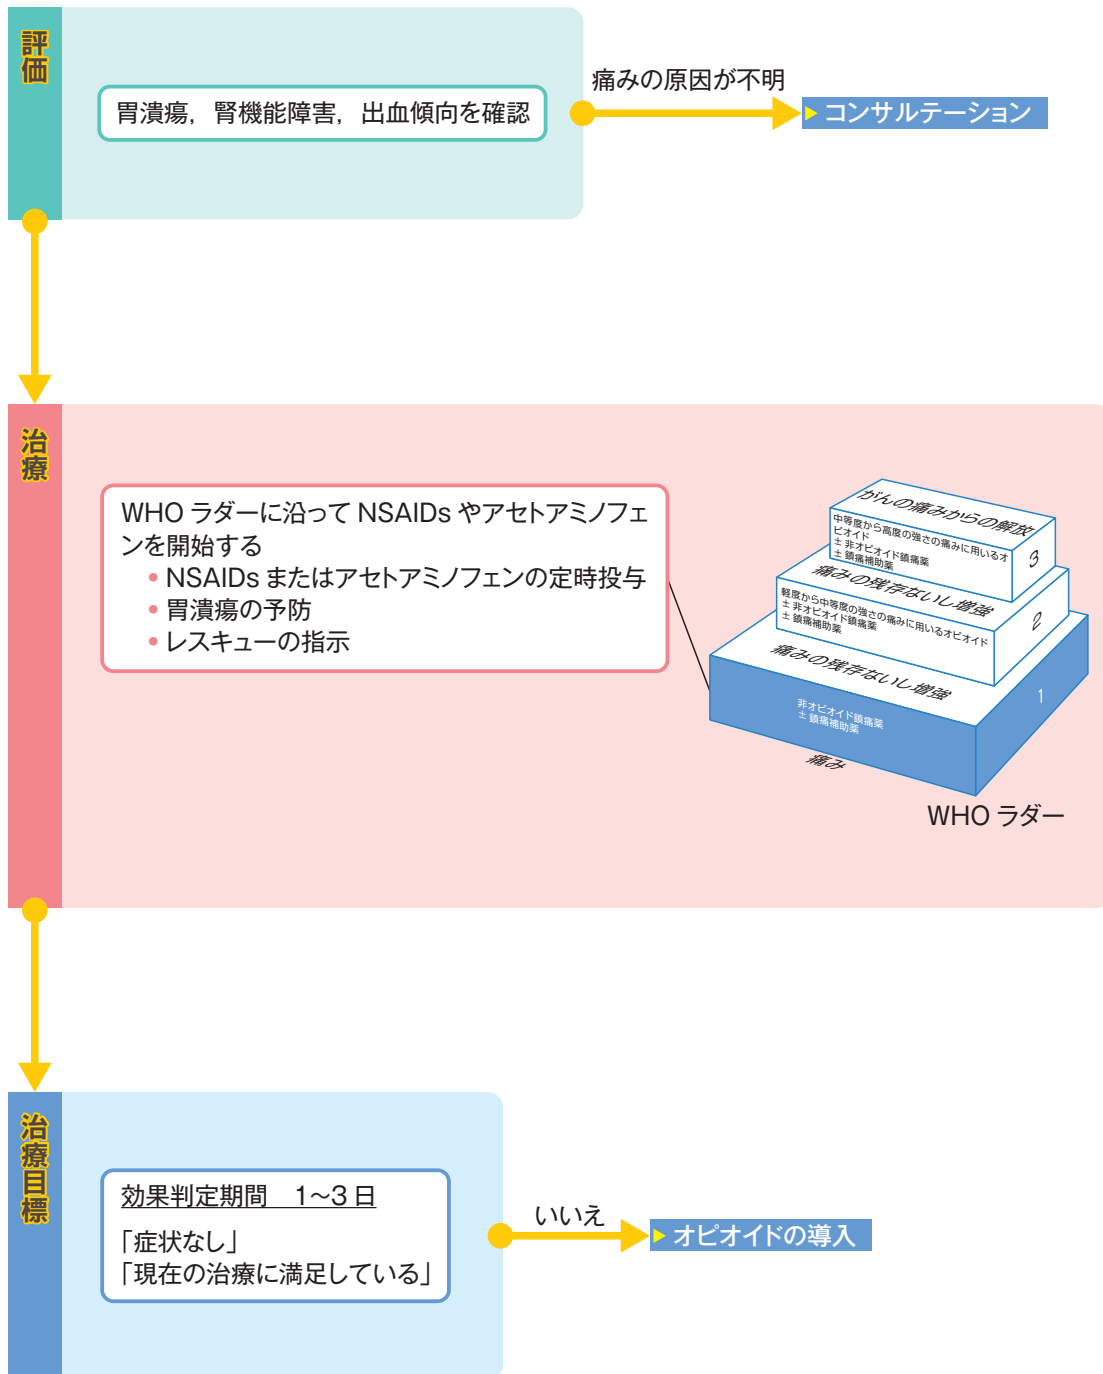 評価
胃潰瘍，腎機能障害，出血傾向を確認
痛みの原因が不明
コンサルテーション
治療
WHO ラダーに沿って NSAIDs やアセトアミノフェ
ンを開始する
• NSAIDs またはアセトアミノフェンの定時投与
• 胃潰瘍の予防
• レスキューの指示
がんの痛みからの解放
中等度から高度の強さの痛みに用いるオ
ピオイド
± 非オピオイド鎮痛薬
± 鎮痛補助薬
3
痛みの残存ないし増強
軽度から中等度の強さの痛みに用いるオピオイド
± 非オピオイド鎮痛薬
± 鎮痛補助薬
2
痛みの残存ないし増強
非オピオイド鎮痛薬
± 鎮痛補助薬
1
痛み
WHO ラダー
治療目標
効果判定期間　1〜3 日
「症状なし」
「現在の治療に満足している」
いいえ
オピオイドの導入